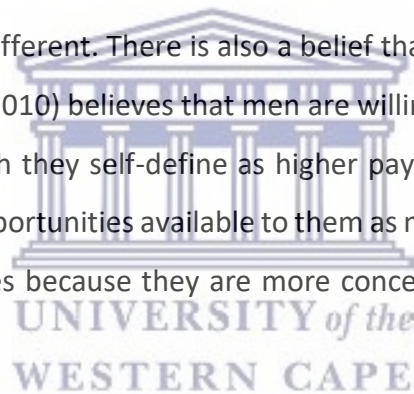 fferent. There is also a belief tha
010) believes that men are willin
they self-define as higher pay
portunities available to them as
es because they are more conce
UNIVERSITY of the
WESTERN CAPE